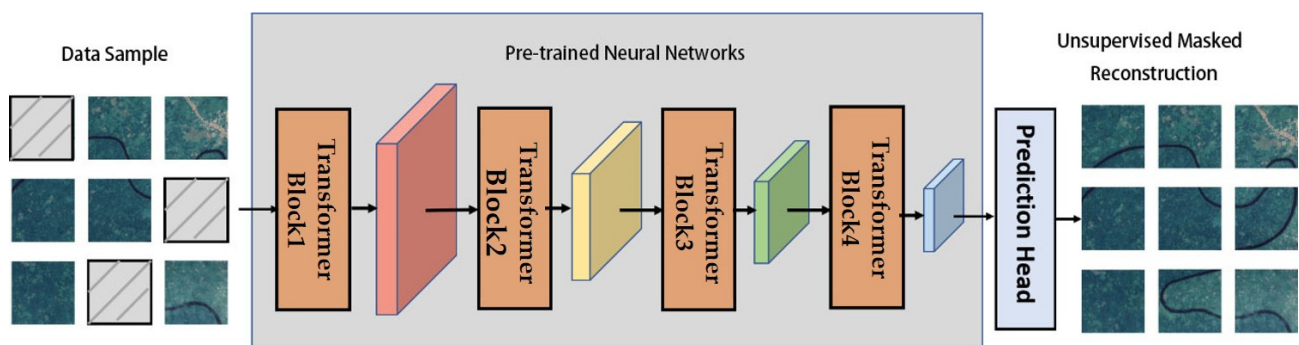 Data Sample
Pre-trained Neural Networks
Unsupervised Masked
Reconstruction
Transformer
Block1
Transformer
Block2
Transformer
Block3
Transformer
Block4
Prediction Head